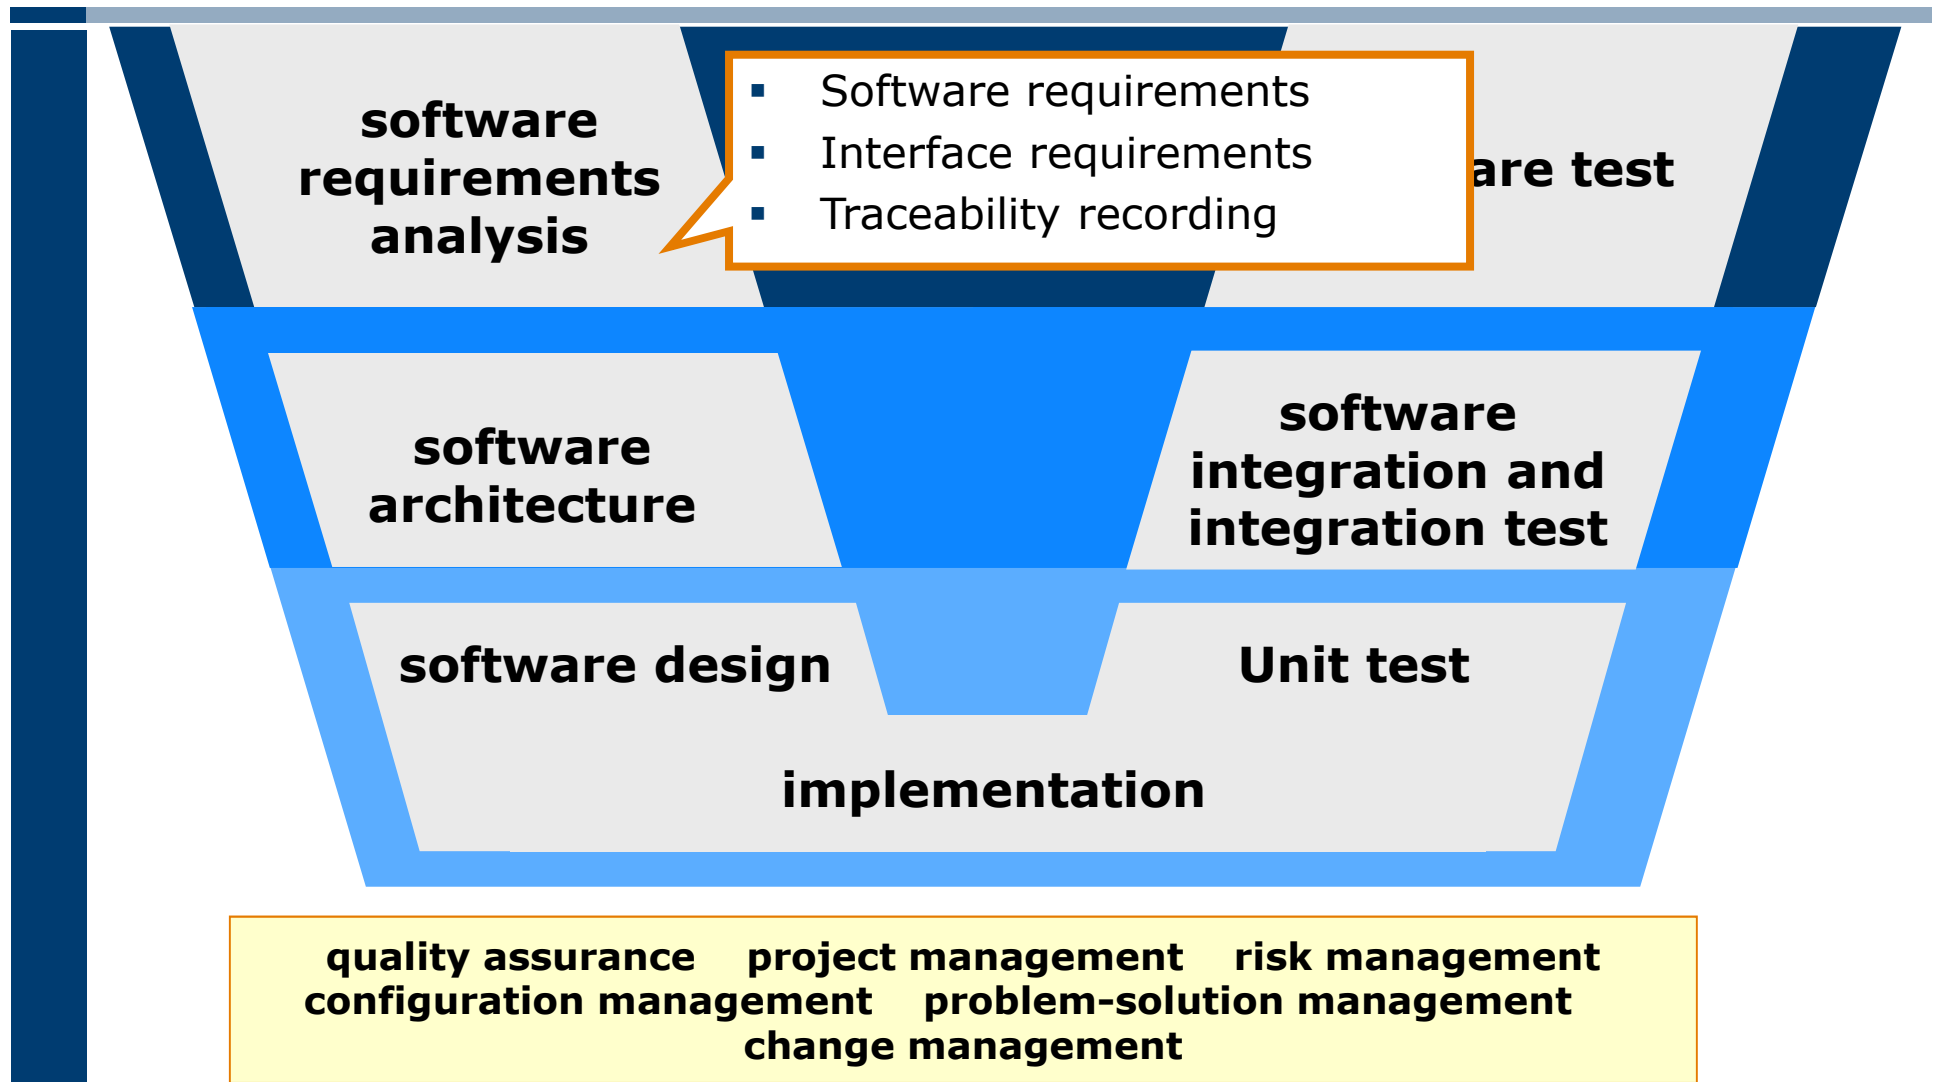 software
requirements
analysis
▪ Software requirements
▪ Interface requirements
▪ Traceability recording
test
software
architecture
software
integration and
integration test
software design
Unit test
implementation
quality assurance project management risk management
configuration management problem-solution management
change management